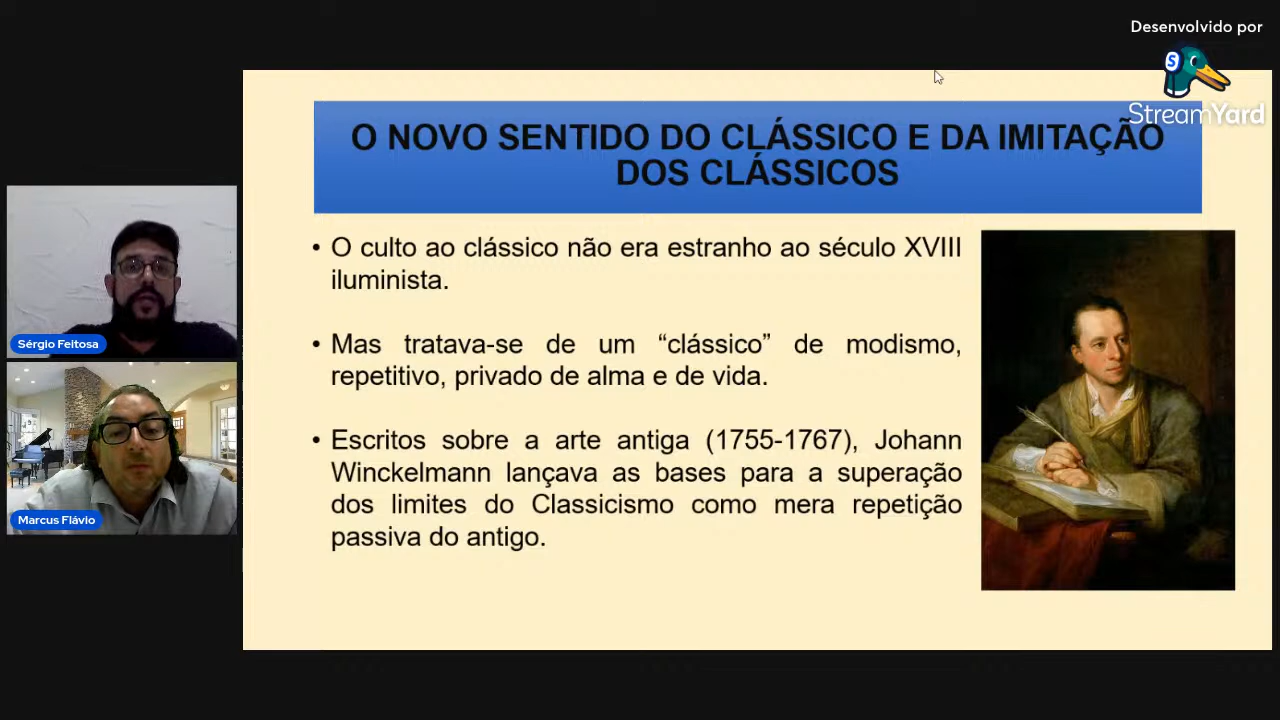 Desenvolvido por
StreamYard
O NOVO SENTIDO DO CLÁSSICO E DA IMITAÇÃO
DOS CLÁSSICOS
• O culto ao clássico não era estranho ao século XVIII
iluminista.
• Mas tratava-se de um “clássico” de modismo,
repetitivo, privado de alma e de vida.
• Escritos sobre a arte antiga (1755-1767), Johann
Winckelmann lançava as bases para a superação
dos limites do Classicismo como mera repetição
passiva do antigo.
Sérgio Feitosa
Marcus Flávio